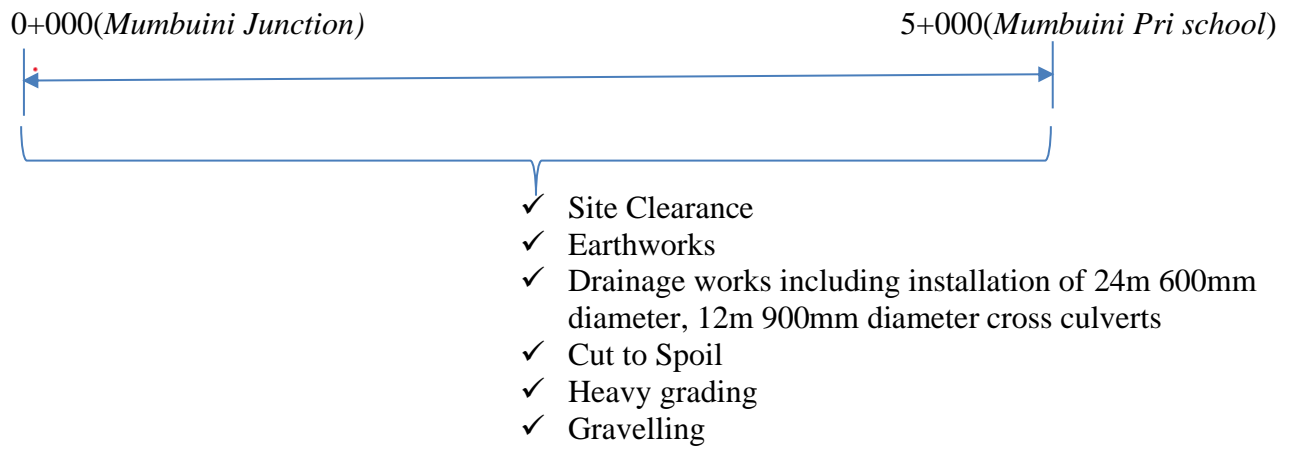 0+000(Mumbuini Junction) 5+000(Mumbuini Pri school)
✓ Site Clearance
✓ Earthworks
✓ Drainage works including installation of 24m 600mm
diameter, 12m 900mm diameter cross culverts
✓ Cut to Spoil
✓ Heavy grading
✓ Gravelling